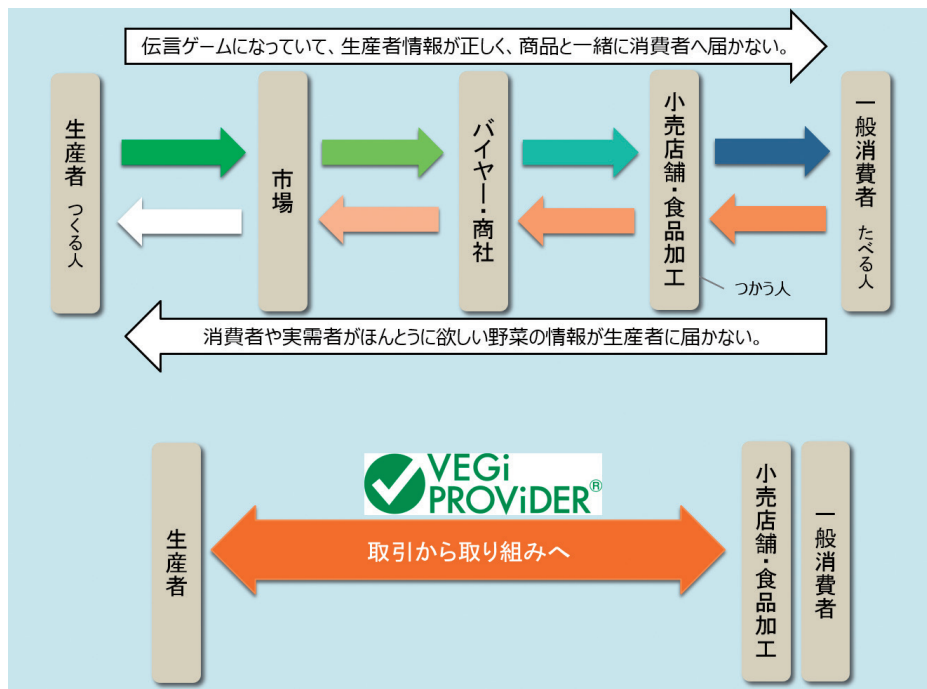 伝言ゲームになっていて、生産者情報が正しく、商品と一緒に消費者へ届かない。
生産者 つくる人
市場
バイヤー・商社
小売店舗・食品加工
つかう人
一般消費者 たべる人
消費者や実需者がほんとうに欲しい野菜の情報が生産者に届かない。
VEGi
PROViDER®
生産者
取引から取り組みへ
小売店舗・食品加工
一般消費者